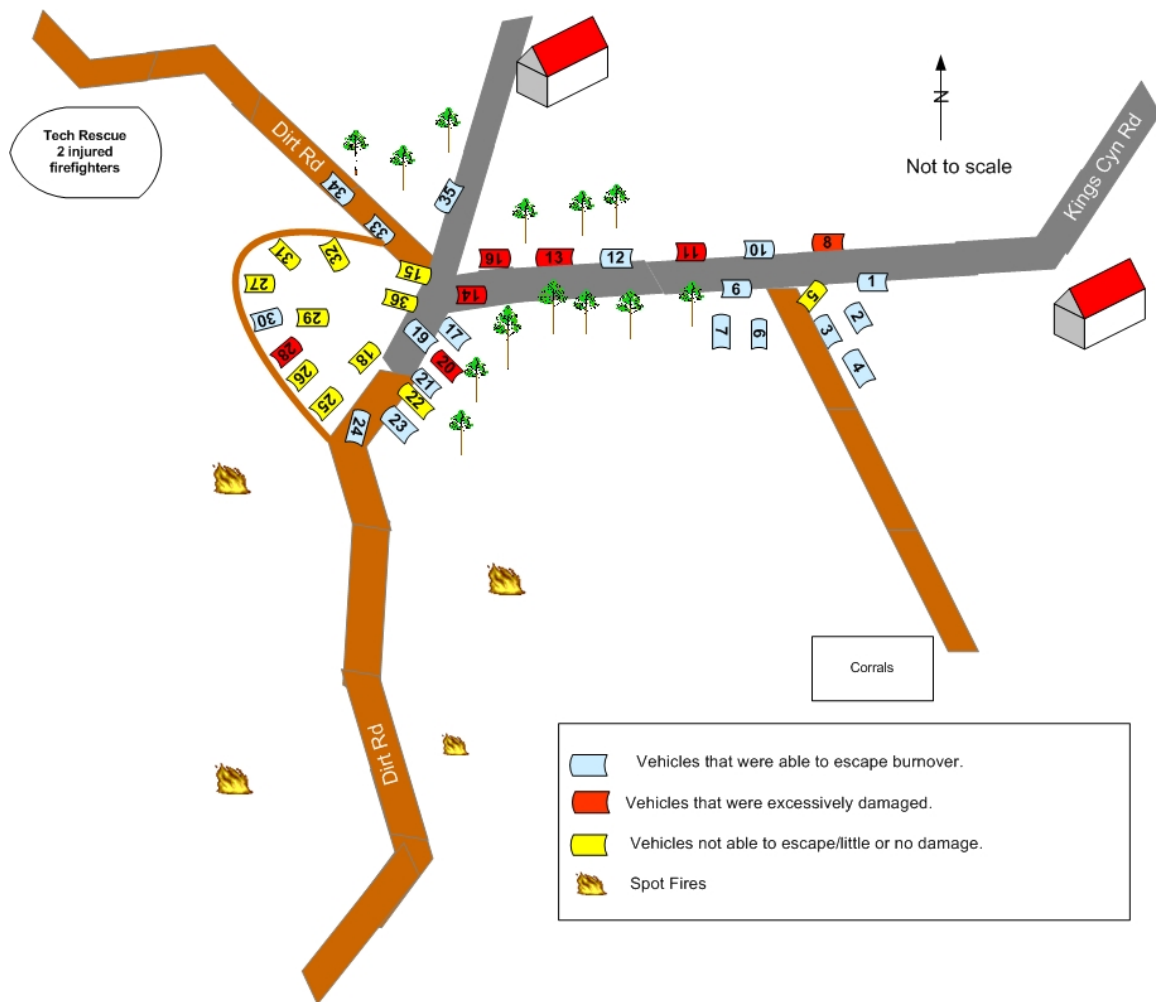 Tech Rescue
2 injured
firefighters
Dirt Rd
N
Not to scale
Kings Cyn Rd
34
33
35
32
31
27
30
29
28
26
25
18
15
36
16
13
12
11
10
8
14
9
5
1
2
3
4
7
6
19
17
20
21
22
23
24
Corrals
Dirt Rd
Vehicles that were able to escape burnover.
Vehicles that were excessively damaged.
Vehicles not able to escape/little or no damage.
Spot Fires